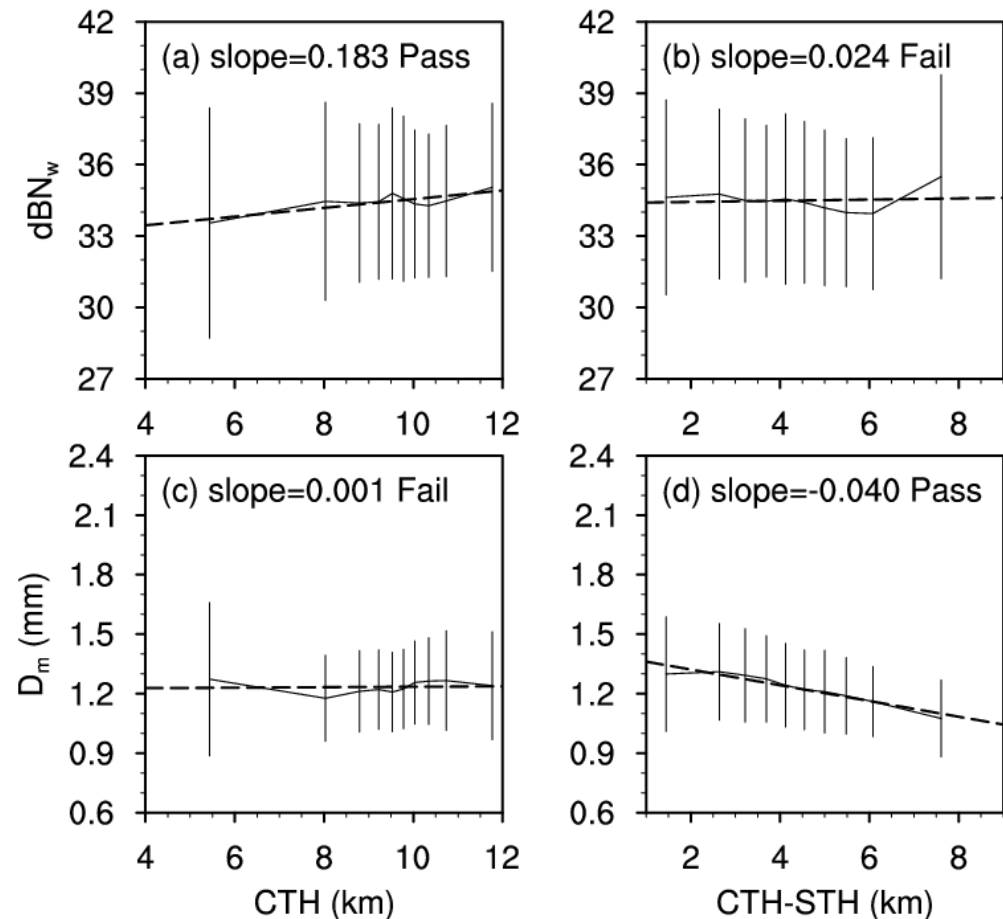 (a) slope=0.183 Pass
42
39
36
33
30
27
dBNw
4 6 8 10 12
(b) slope=0.024 Fail
42
39
36
33
30
27
2 4 6 8
(c) slope=0.001 Fail
2.4
2.1
1.8
1.5
1.2
0.9
0.6
Dm (mm)
4 6 8 10 12
CTH (km)
(d) slope=-0.040 Pass
2.4
2.1
1.8
1.5
1.2
0.9
0.6
2 4 6 8
CTH-STH (km)